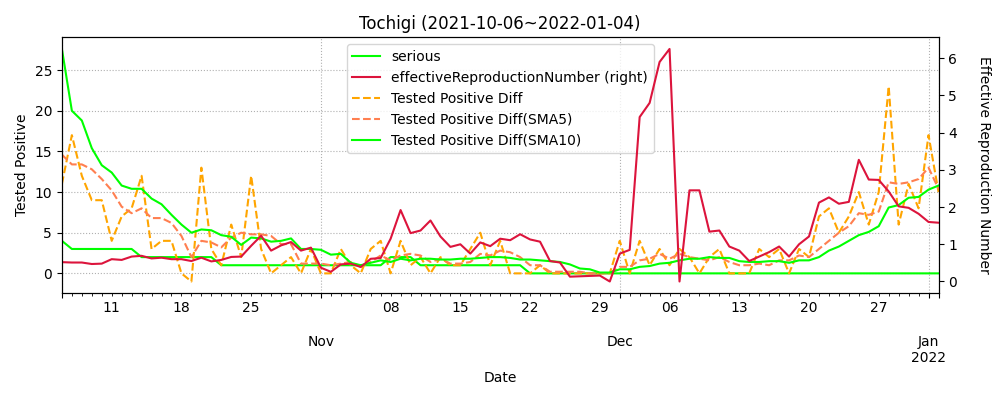 Tochigi (2021-10-06~2022-01-04)
serious
effectiveReproductionNumber (right)
Tested Positive Diff
Tested Positive Diff(SMA5)
Tested Positive Diff(SMA10)
Tested Positive
25
20
15
10
5
0
Effective Reproduction Number
6
5
4
3
2
1
0
11 18 25 08 15 22 29 06 13 20 27
Nov Dec Jan
2022
Date